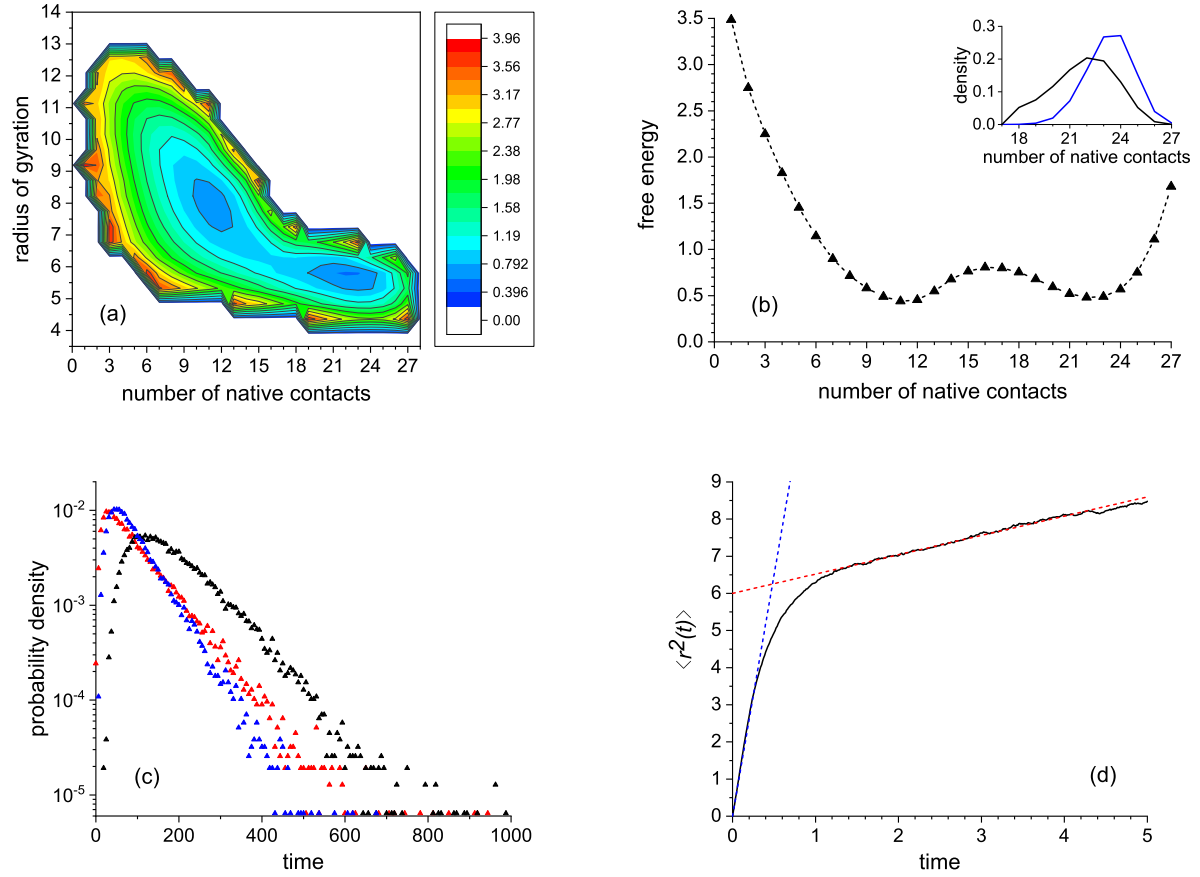 14
13
12
11
10
9
8
7
6
5
4
radius of gyration
(a)
0 3 6 9 12 15 18 21 24 27
number of native contacts
3.96
3.56
3.17
2.77
2.38
1.98
1.58
1.19
0.792
0.396
0.00
3.5
3.0
2.5
2.0
1.5
1.0
0.5
0.0
free energy
(b)
0 3 6 9 12 15 18 21 24 27
number of native contacts
0.3
0.2
0.1
0.0
density
18 21 24 27
number of native contacts
10-2
10-3
10-4
10-5
probability density
(c)
0 200 400 600 800 1000
time
9
8
7
6
5
4
3
2
1
0
<r2(t)>
(d)
0 1 2 3 4 5
time